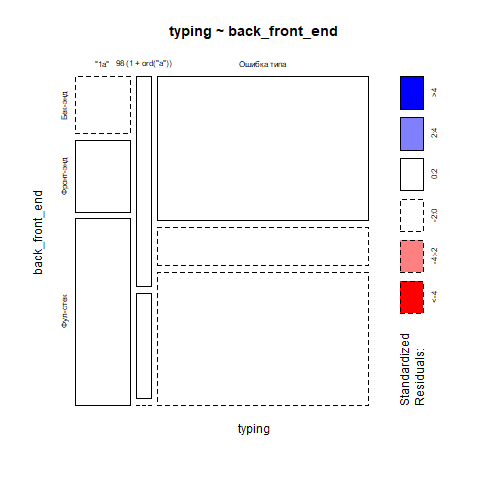 typing ~ back_front_end
"1a"
98 (1 + ord("a"))
Ошибка типа
Бек-энд
Фронт-энд
Фул-стек
back_front_end
typing
>4
2:4
0:2
-2:0
-4:-2
<-4
Standardized
Residuals: